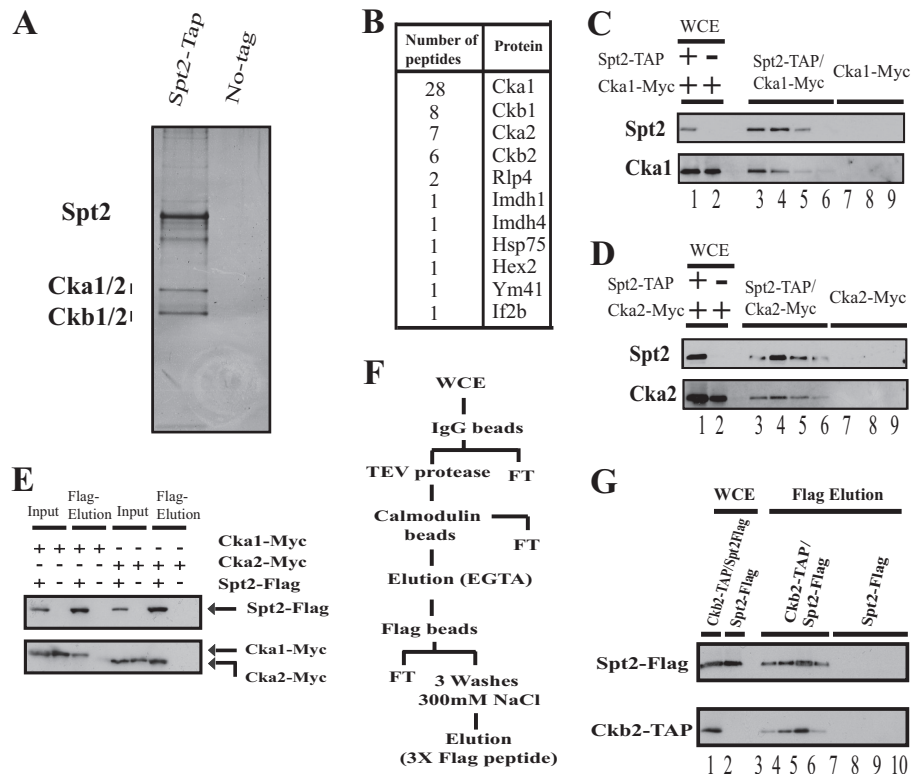 A
Spt2-Tap
No-tag
Spt2
Cka1/2
Ckb1/2
B
Number of peptides Protein
28 Cka1
8 Ckb1
7 Cka2
6 Ckb2
2 Rlp4
1 Imdh1
1 Imdh4
1 Hsp75
1 Hex2
1 Ym41
1 If2b
C
WCE
Spt2-TAP + -
Cka1-Myc + +
Spt2-TAP/
Cka1-Myc
Cka1-Myc
Spt2
Cka1
1 2 3 4 5 6 7 8 9
D
WCE
Spt2-TAP + -
Cka2-Myc + +
Spt2-TAP/
Cka2-Myc
Cka2-Myc
Spt2
Cka2
1 2 3 4 5 6 7 8 9
E
Input
Flag-
Elution
Input
Flag-
Elution
+ + + + - - - - Cka1-Myc
- - - - + + + + Cka2-Myc
+ - + - + - + - Spt2-Flag
Spt2-Flag
Cka1-Myc
Cka2-Myc
F
WCE
IgG beads
TEV protease FT
Calmodulin
beads
FT
Elution (EGTA)
Flag beads
FT 3 Washes
300mM NaCl
Elution
(3X Flag peptide)
G
WCE Flag Elution
Ckb2-TAP/Spt2Flag
Spt2-Flag
Ckb2-TAP/
Spt2-Flag
Spt2-Flag
Spt2-Flag
Ckb2-TAP
1 2 3 4 5 6 7 8 9 10